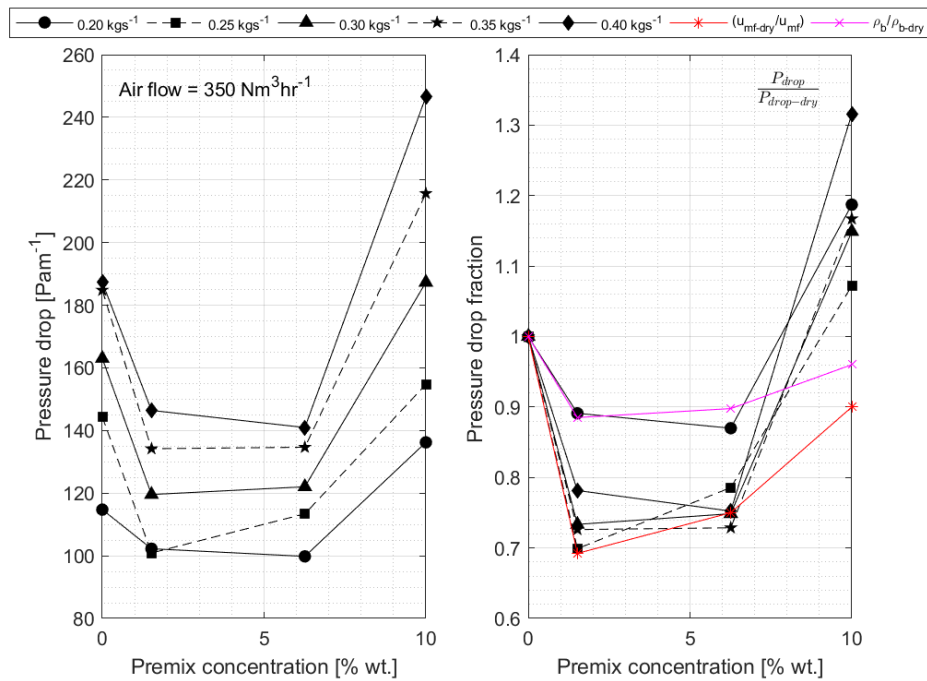 0.20 kgs⁻¹ 0.25 kgs⁻¹ 0.30 kgs⁻¹ 0.35 kgs⁻¹ 0.40 kgs⁻¹ (u_mf-dry/u_mf) ρ_b/ρ_b-dry
Air flow = 350 Nm³hr⁻¹
Pressure drop [Pam⁻¹]
260
240
220
200
180
160
140
120
100
80
0 5 10
Premix concentration [% wt.]
P_drop
P_drop−dry
Pressure drop fraction
1.4
1.3
1.2
1.1
1
0.9
0.8
0.7
0.6
0 5 10
Premix concentration [% wt.]